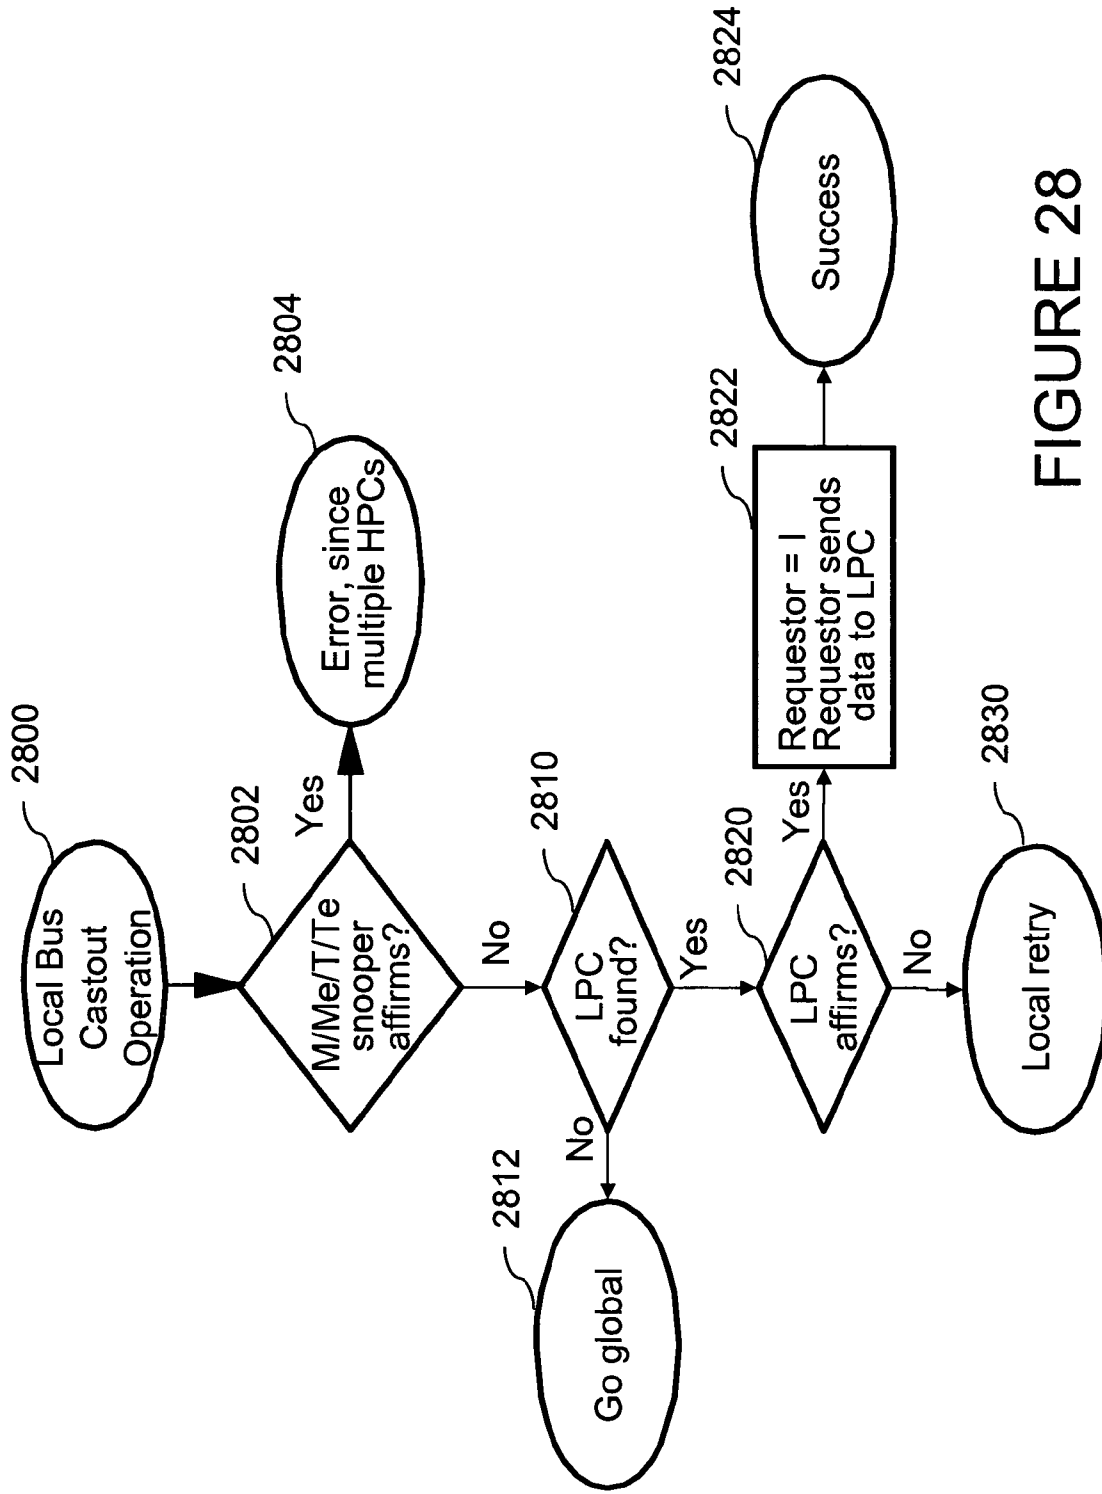 2800
Local Bus
Castout
Operation
2802
M/Me/T/Te
snooper
affirms?
Yes
2804
Error, since
multiple HPCs
No
2810
LPC
found?
No
2812
Go global
Yes
2820
LPC
affirms?
Yes
2822
Requestor = I
Requestor sends
data to LPC
2824
Success
No
2830
Local retry
FIGURE 28